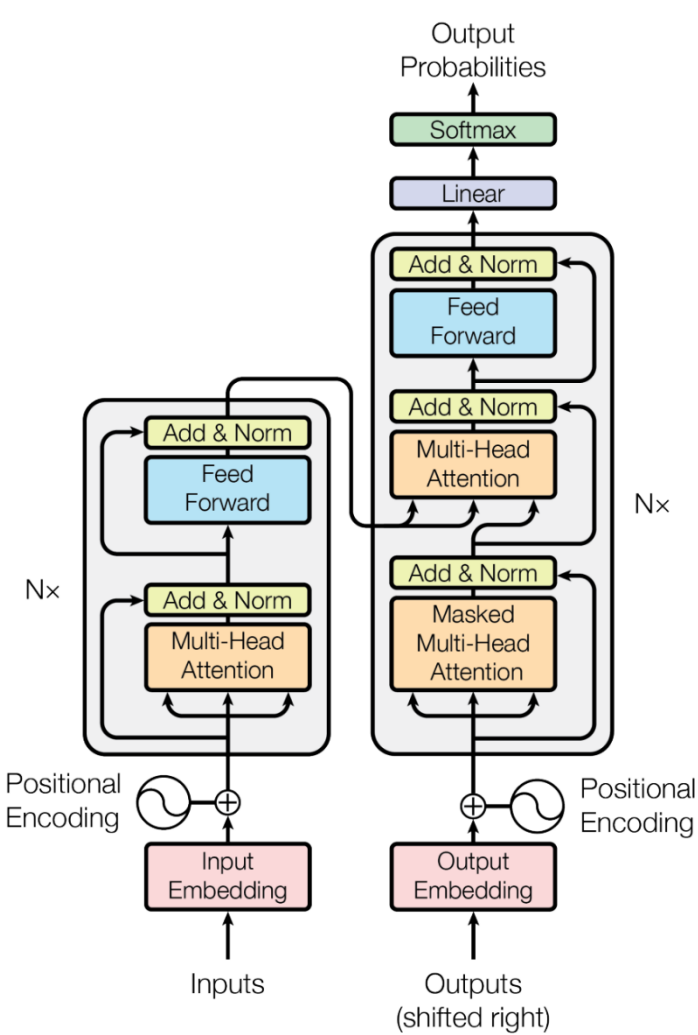 Output
Probabilities
Softmax
Linear
Add & Norm
Feed
Forward
Add & Norm
Multi-Head
Attention
Nx
Add & Norm
Masked
Multi-Head
Attention
Add & Norm
Feed
Forward
Nx
Add & Norm
Multi-Head
Attention
Positional
Encoding
Positional
Encoding
Input
Embedding
Output
Embedding
Inputs
Outputs
(shifted right)